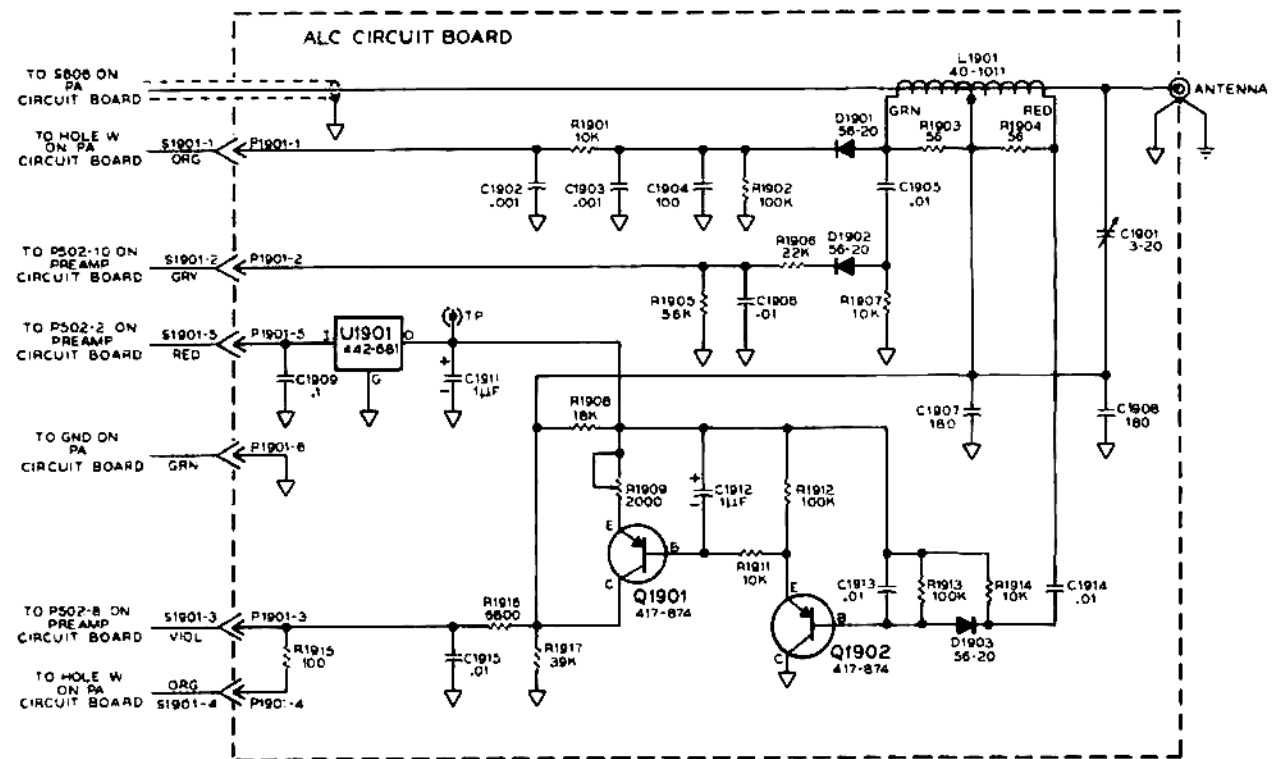 ALC CIRCUIT BOARD
TO S608 ON
PA
CIRCUIT BOARD
L1901
40-1011
GRN
RED
ANTENNA
TO HOLE W
ON PA
CIRCUIT BOARD
S1901-1
ORG
P1901-1
R1901
10K
D1901
56-20
R1903
56
R1904
56
C1902
.001
C1903
.001
C1904
100
R1902
100K
C1905
.01
C1901
3-20
TO P502-10 ON
PREAMP
CIRCUIT BOARD
S1901-2
GRY
P1901-2
R1906
22K
D1902
56-20
R1905
56K
C1906
.01
R1907
10K
TO P502-2 ON
PREAMP
CIRCUIT BOARD
S1901-5
RED
P1901-5
I
U1901
442-681
O
G
TP
C1909
.1
+
-
C1911
1µF
R1908
18K
C1907
180
C1908
180
TO GND ON
PA
CIRCUIT BOARD
GRN
P1901-6
R1909
2000
+
-
C1912
1µF
R1912
100K
E
B
C
Q1901
417-874
R1911
10K
E
B
C
Q1902
417-874
C1913
.01
R1913
100K
R1914
10K
C1914
.01
D1903
56-20
TO P502-8 ON
PREAMP
CIRCUIT BOARD
S1901-3
VIOL
P1901-3
R1916
6800
R1915
100
C1915
.01
R1917
39K
TO HOLE W
ON PA
CIRCUIT BOARD
ORG
S1901-4
P1901-4